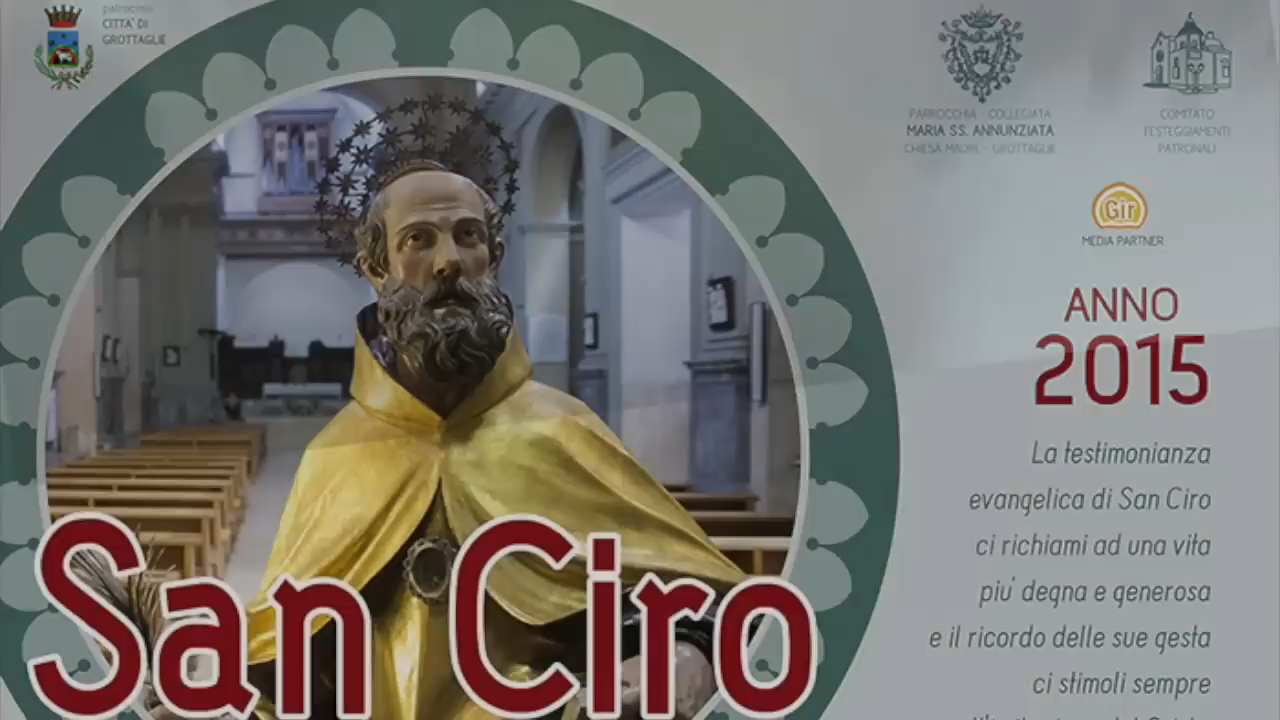 patrocinio
CITTA' DI
GROTTAGLIE
PARROCCHIA - COLLEGIATA
MARIA SS. ANNUNZIATA
CHIESA MADRE - GROTTAGLIE
COMITATO
FESTEGGIAMENTI
PATRONALI
Gir
MEDIA PARTNER
ANNO
2015
La testimonianza
evangelica di San Ciro
ci richiami ad una vita
più degna e generosa
e il ricordo delle sue gesta
ci stimoli sempre
San Ciro